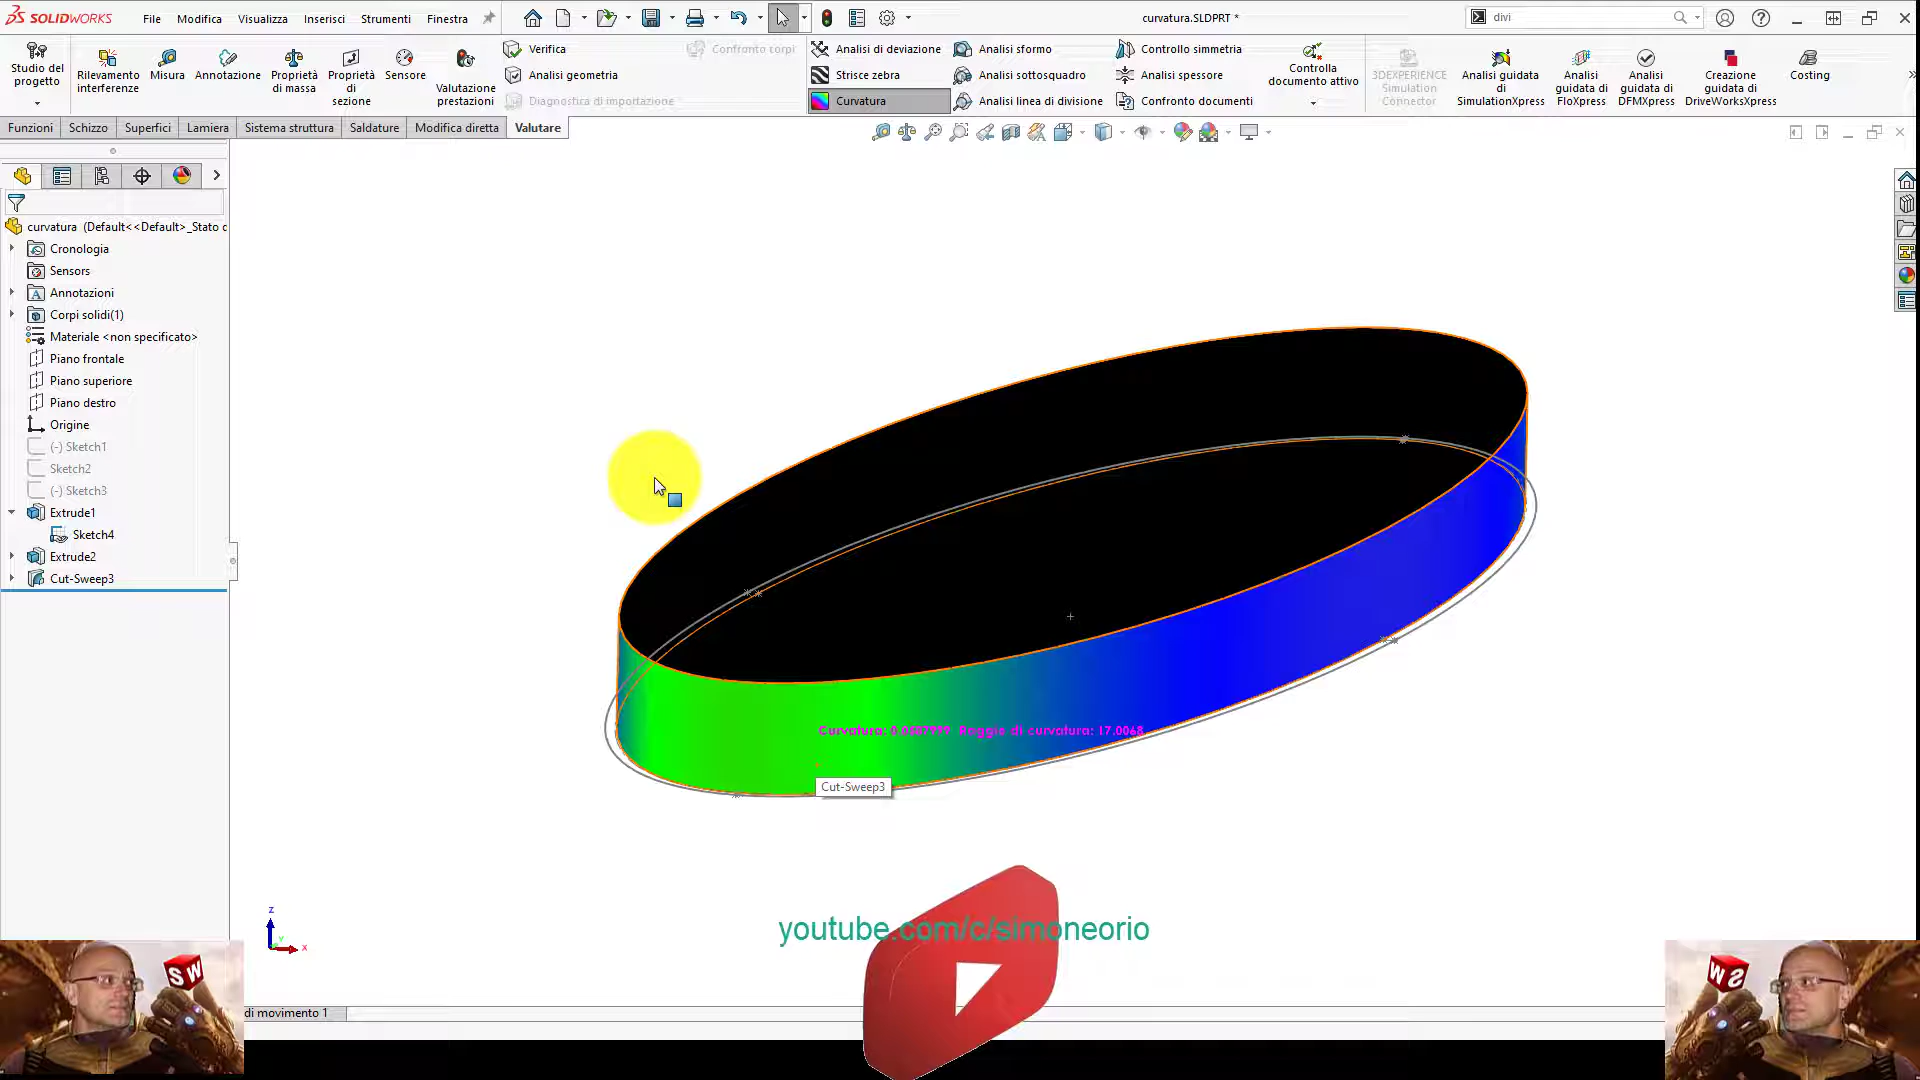 SOLIDWORKS
File
Modifica
Visualizza
Inserisci
Strumenti
Finestra
curvatura.SLDPRT *
divi
Studio del progetto
Rilevamento interferenze
Misura
Annotazione
Proprietà di massa
Proprietà di sezione
Sensore
Valutazione prestazioni
Verifica
Analisi geometria
Diagnostica di importazione
Confronto corpi
Analisi di deviazione
Strisce zebra
Curvatura
Analisi sformo
Analisi sottosquadro
Analisi linea di divisione
Controllo simmetria
Analisi spessore
Confronto documenti
Controlla documento attivo
3DEXPERIENCE Simulation Connector
Analisi guidata di SimulationXpress
Analisi guidata di FloXpress
Analisi guidata di DFMXpress
Creazione guidata di DriveWorksXpress
Costing
Funzioni
Schizzo
Superfici
Lamiera
Sistema struttura
Saldature
Modifica diretta
Valutare
curvatura (Default<<Default>_Stato c
Cronologia
Sensors
Annotazioni
Corpi solidi(1)
Materiale <non specificato>
Piano frontale
Piano superiore
Piano destro
Origine
(-) Sketch1
Sketch2
(-) Sketch3
Extrude1
Sketch4
Extrude2
Cut-Sweep3
Raggio di curvatura: 17.0068
Cut-Sweep3
youtube.com/c/simoneorio
z
Y
x
SW
SW
di movimento 1